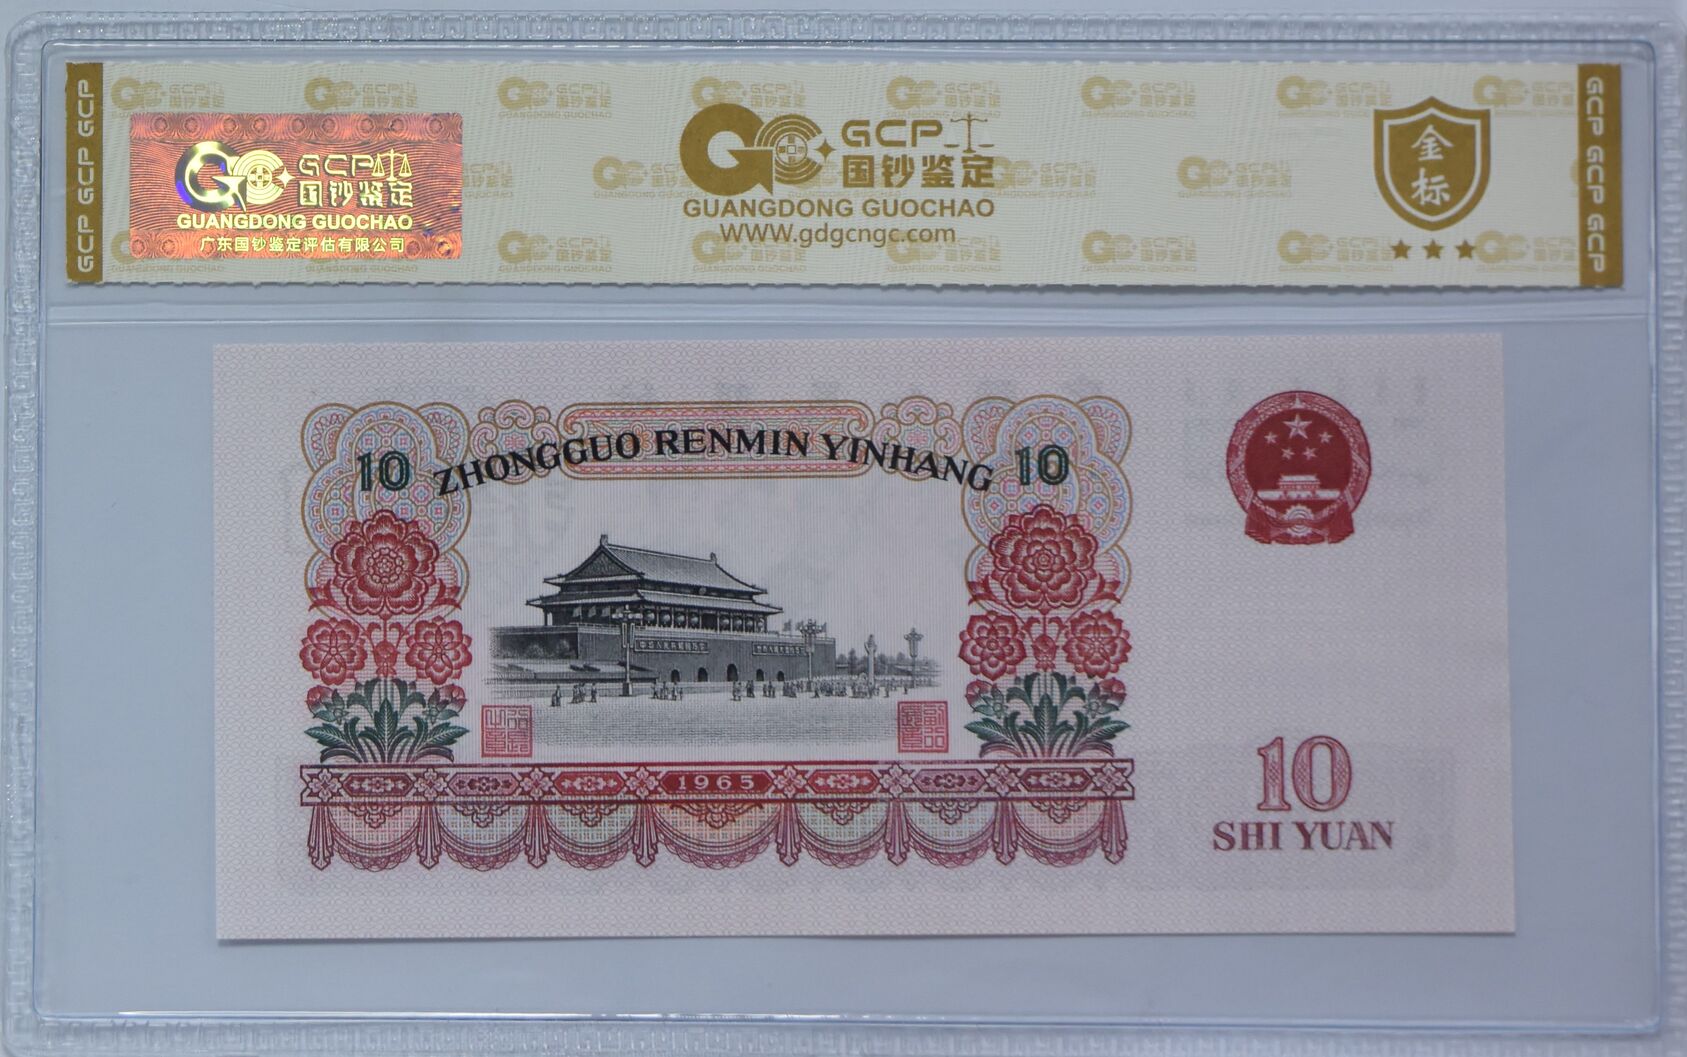 GCP GCP GCP
GCP 国钞鉴定
GUANGDONG GUOCHAO
广东国钞鉴定评估有限公司
GCP
国钞鉴定
GUANGDONG GUOCHAO
www.gdgcngc.com
金标
GCP GCP GCP
10 ZHONGGUO RENMIN YINHANG 10
1965
10
SHI YUAN